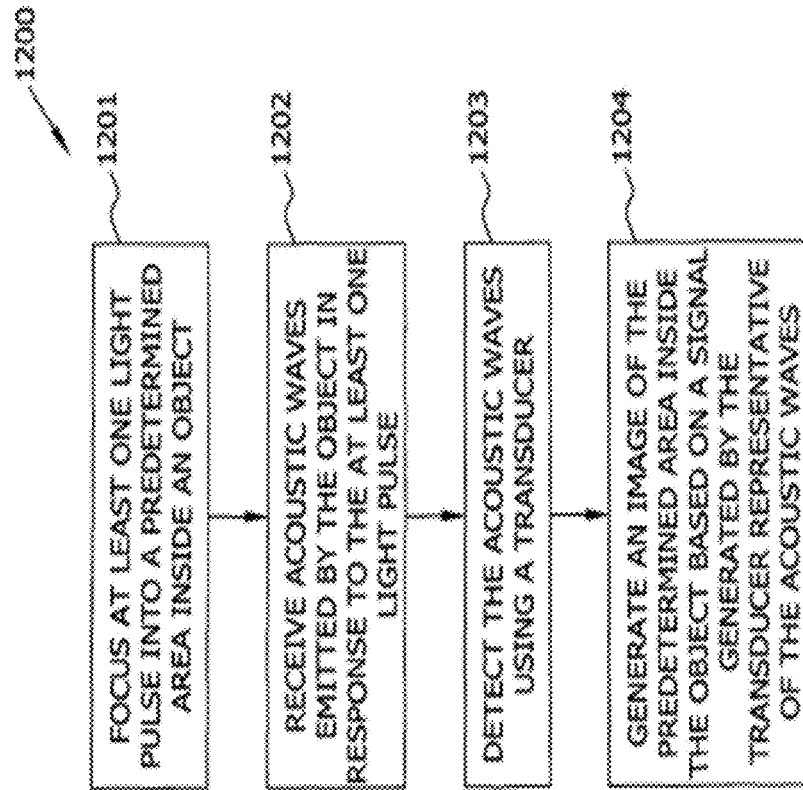 1200
FOCUS AT LEAST ONE LIGHT
PULSE INTO A PREDETERMINED
AREA INSIDE AN OBJECT
1201
RECEIVE ACOUSTIC WAVES
EMITTED BY THE OBJECT IN
RESPONSE TO THE AT LEAST ONE
LIGHT PULSE
1202
DETECT THE ACOUSTIC WAVES
USING A TRANSDUCER
1203
GENERATE AN IMAGE OF THE
PREDETERMINED AREA INSIDE
THE OBJECT BASED ON A SIGNAL
GENERATED BY THE
TRANSDUCER REPRESENTATIVE
OF THE ACOUSTIC WAVES
1204